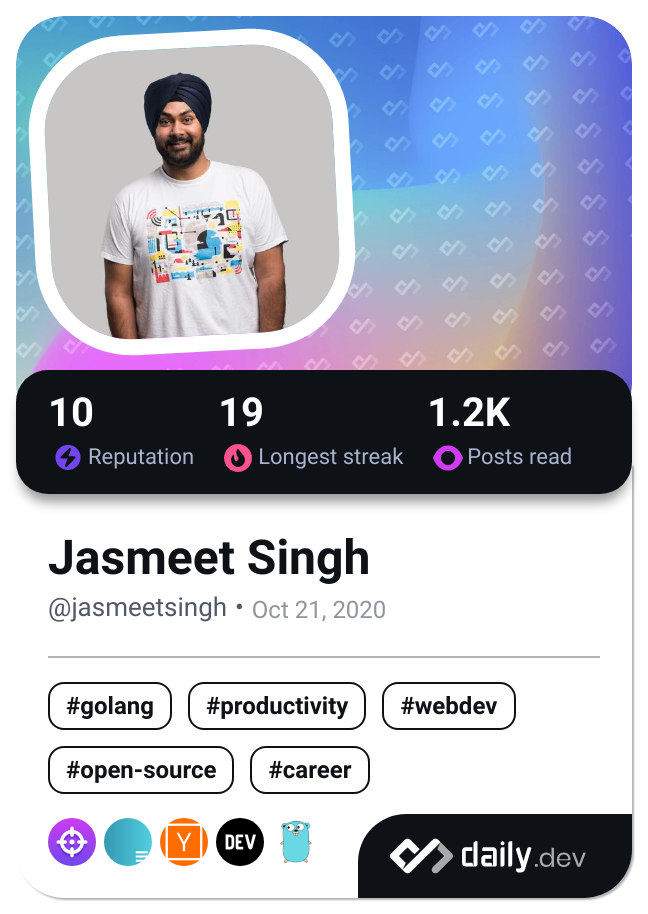 10 19 1.2K
Reputation Longest streak Posts read
Jasmeet Singh
@jasmeetsingh • Oct 21, 2020
#golang #productivity #webdev
#open-source #career
Y DEV
daily.dev